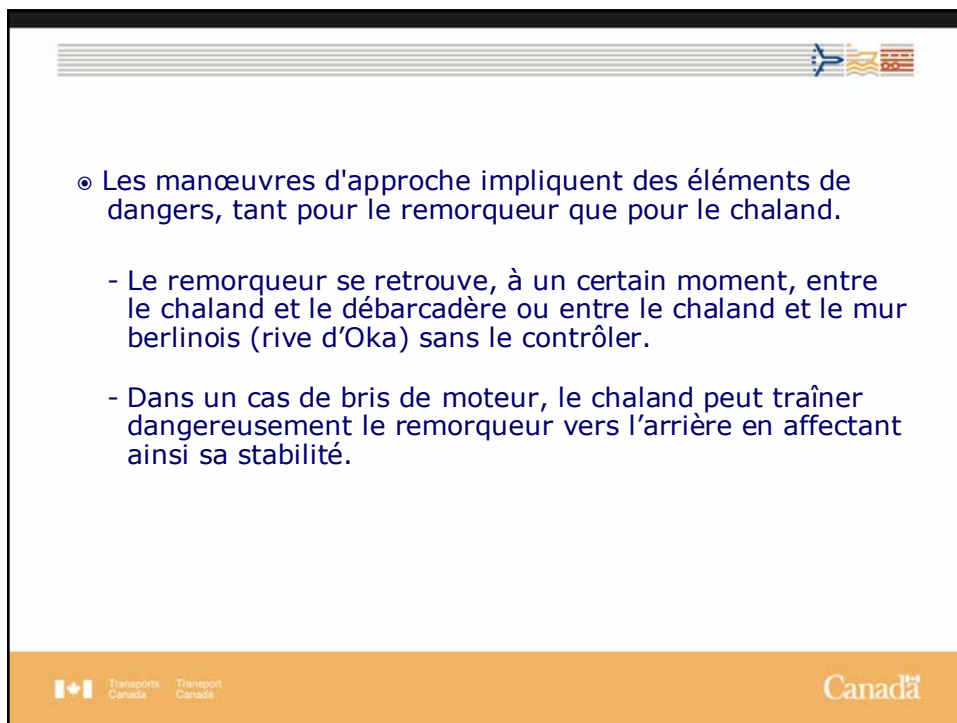 ◉ Les manœuvres d'approche impliquent des éléments de
dangers, tant pour le remorqueur que pour le chaland.
- Le remorqueur se retrouve, à un certain moment, entre
le chaland et le débarcadère ou entre le chaland et le mur
berlinois (rive d’Oka) sans le contrôler.
- Dans un cas de bris de moteur, le chaland peut traîner
dangereusement le remorqueur vers l’arrière en affectant
ainsi sa stabilité.
Transports Transport
Canada Canada
Canada